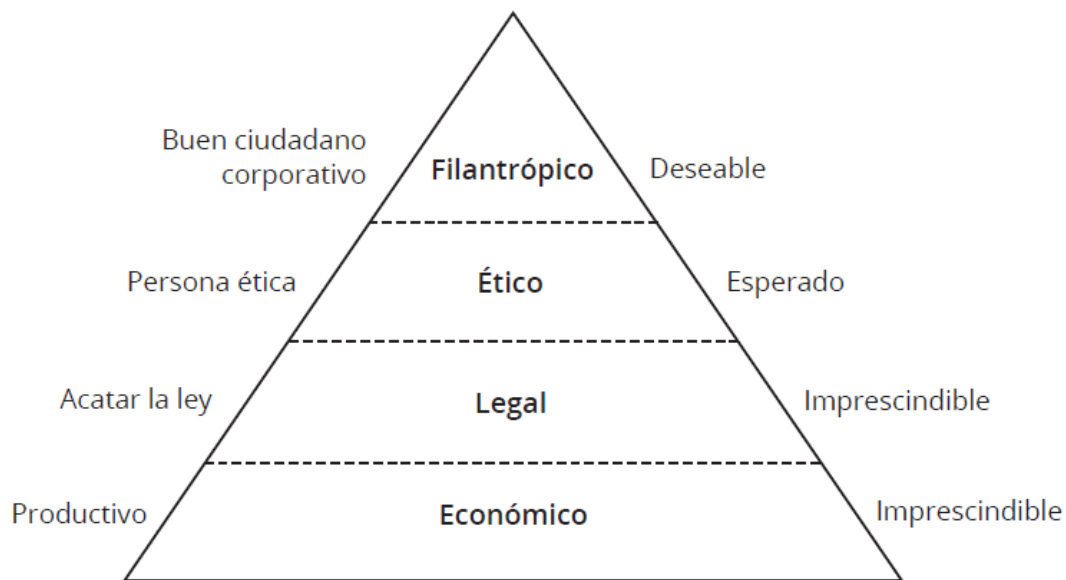 Buen ciudadano
corporativo
Filantrópico
Deseable
Persona ética
Ético
Esperado
Acatar la ley
Legal
Imprescindible
Productivo
Económico
Imprescindible